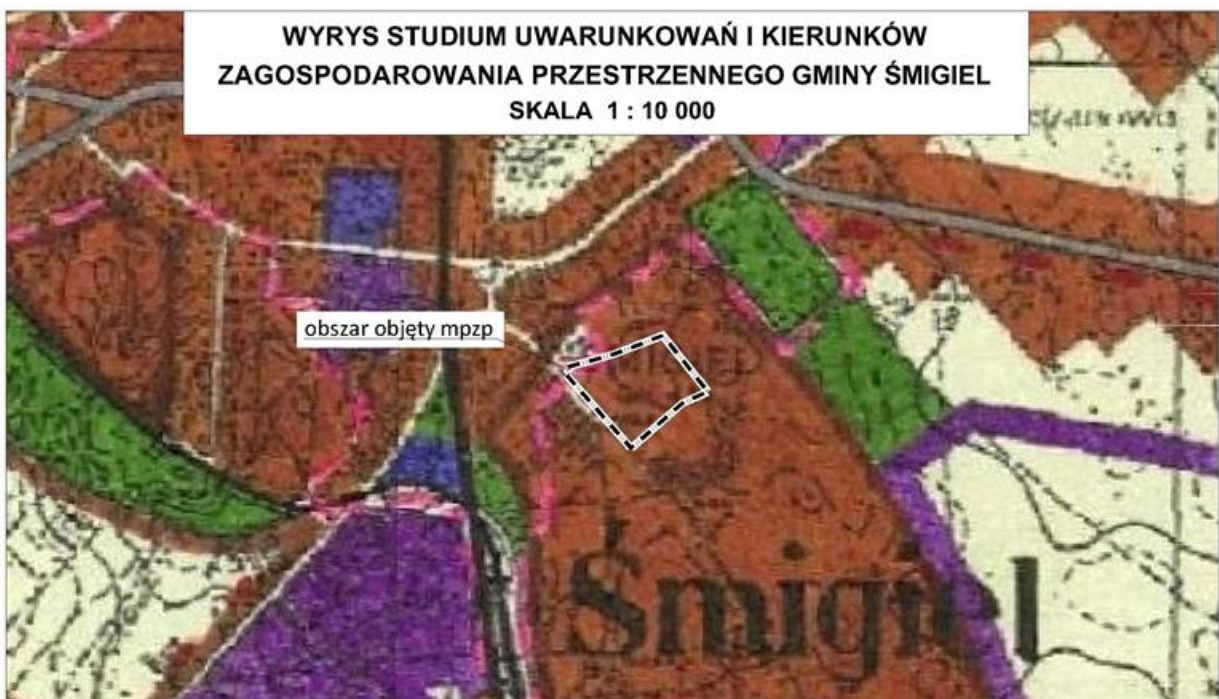 WYRYS STUDIUM UWARUNKOWAŃ I KIERUNKÓW
ZAGOSPODAROWANIA PRZESTRZENNEGO GMINY ŚMIGIEL
SKALA 1 : 10 000
obszar objęty mpzp
Śmigiel